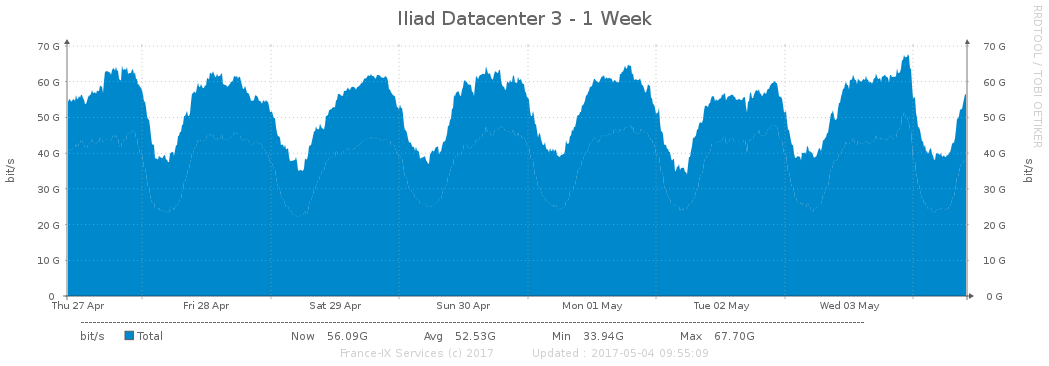 Iliad Datacenter 3 - 1 Week
RRDTOOL / TOBI OETIKER
70 G 70 G
60 G 60 G
50 G 50 G
40 G 40 G
30 G 30 G
20 G 20 G
10 G 10 G
0 0 G
bit/s bit/s
Thu 27 Apr Fri 28 Apr Sat 29 Apr Sun 30 Apr Mon 01 May Tue 02 May Wed 03 May
bit/s Total Now 56.09G Avg 52.53G Min 33.94G Max 67.70G
France-IX Services (c) 2017 Updated : 2017-05-04 09:55:09